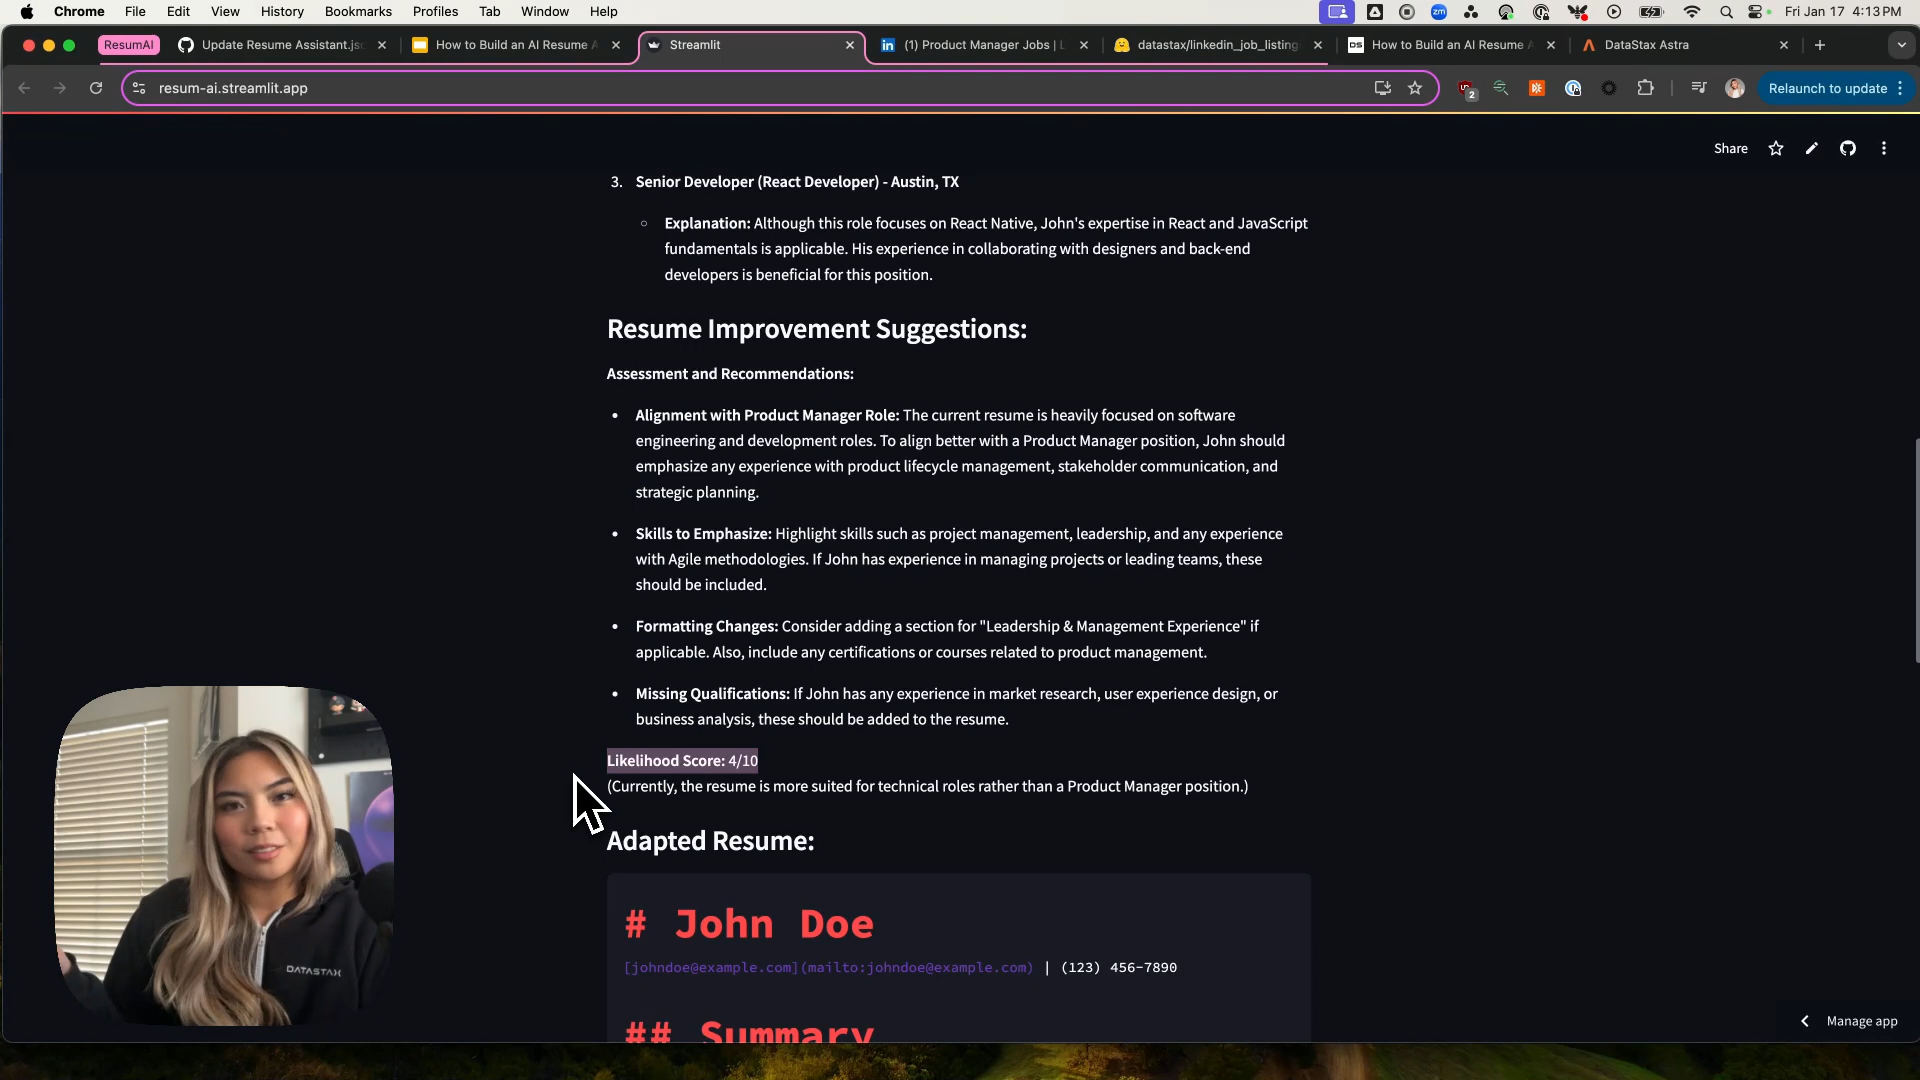 Chrome File Edit View History Bookmarks Profiles Tab Window Help
zm
Fri Jan 17 4:13 PM
ResumAI
Update Resume Assistant.js
How to Build an AI Resume
Streamlit
in
(1) Product Manager Jobs |
datastax/linkedin_job_listing
DS
How to Build an AI Resume
DataStax Astra
resum-ai.streamlit.app
2
Relaunch to update
Share
3. Senior Developer (React Developer) - Austin, TX
Explanation: Although this role focuses on React Native, John's expertise in React and JavaScript
fundamentals is applicable. His experience in collaborating with designers and back-end
developers is beneficial for this position.
Resume Improvement Suggestions:
Assessment and Recommendations:
Alignment with Product Manager Role: The current resume is heavily focused on software
engineering and development roles. To align better with a Product Manager position, John should
emphasize any experience with product lifecycle management, stakeholder communication, and
strategic planning.
Skills to Emphasize: Highlight skills such as project management, leadership, and any experience
with Agile methodologies. If John has experience in managing projects or leading teams, these
should be included.
Formatting Changes: Consider adding a section for "Leadership & Management Experience" if
applicable. Also, include any certifications or courses related to product management.
Missing Qualifications: If John has any experience in market research, user experience design, or
business analysis, these should be added to the resume.
Likelihood Score: 4/10
(Currently, the resume is more suited for technical roles rather than a Product Manager position.)
Adapted Resume:
# John Doe
[johndoe@example.com](mailto:johndoe@example.com) | (123) 456-7890
## Summary
DATASTAX
Manage app